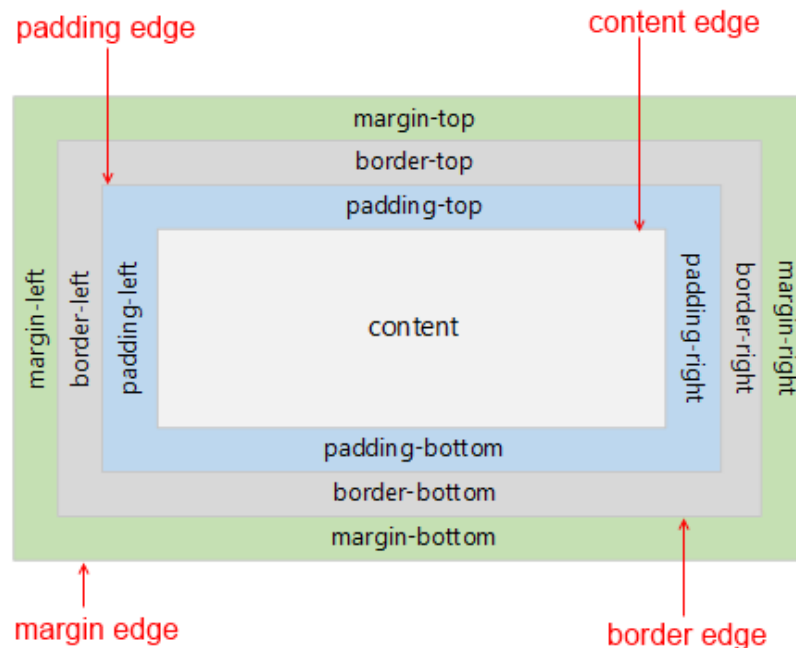 padding edge
content edge
margin-top
border-top
padding-top
margin-left
border-left
padding-left
content
padding-right
border-right
margin-right
padding-bottom
border-bottom
margin-bottom
margin edge
border edge